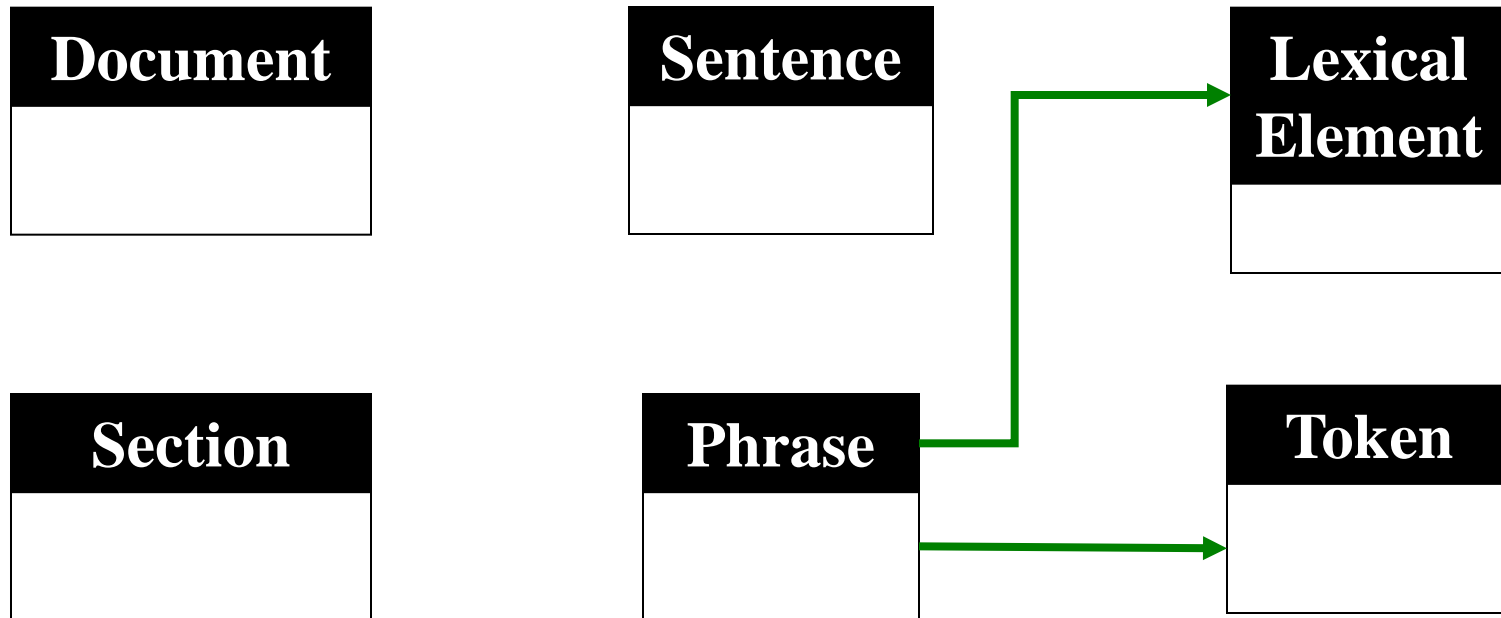 Document
Sentence
Lexical
Element
Section
Phrase
Token